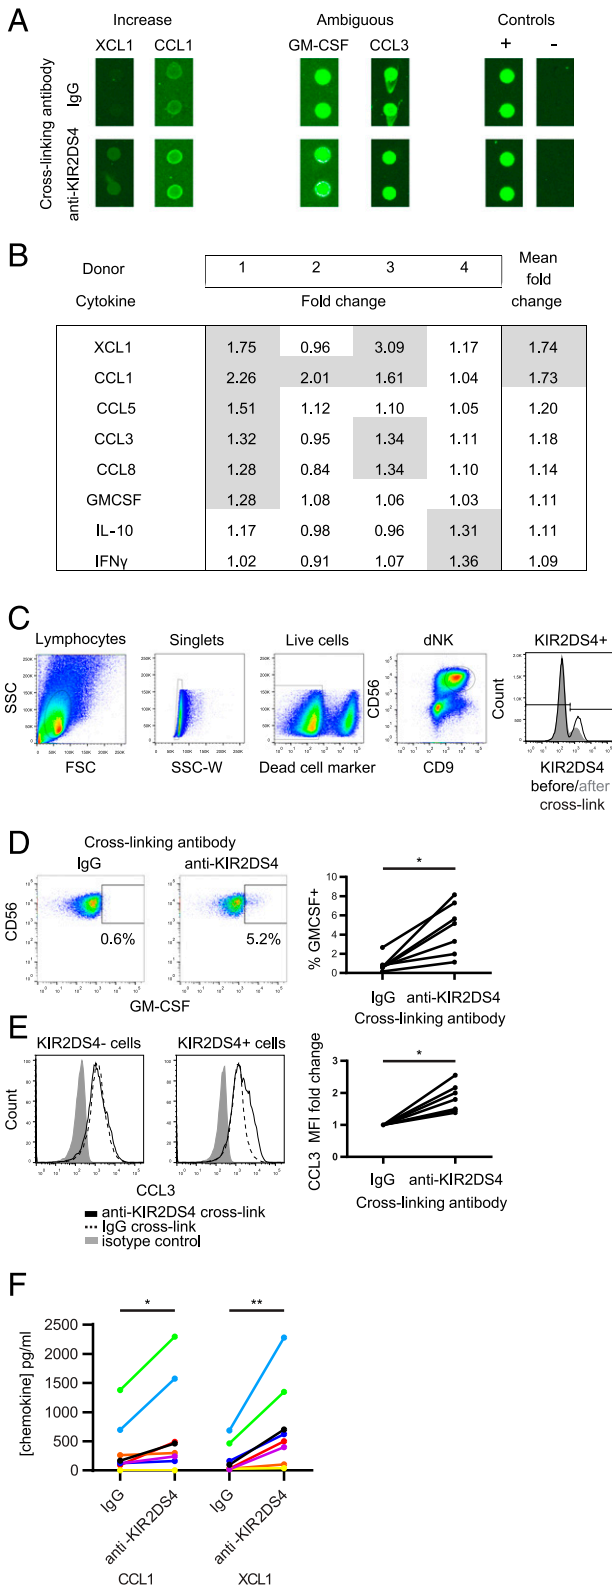 A
Increase Ambiguous Controls
XCL1 CCL1 GM-CSF CCL3 + -
Cross-linking antibody
IgG
anti-KIR2DS4
B
Donor 1 2 3 4 Mean fold change
Cytokine Fold change
XCL1 1.75 0.96 3.09 1.17 1.74
CCL1 2.26 2.01 1.61 1.04 1.73
CCL5 1.51 1.12 1.10 1.05 1.20
CCL3 1.32 0.95 1.34 1.11 1.18
CCL8 1.28 0.84 1.34 1.10 1.14
GMCSF 1.28 1.08 1.06 1.03 1.11
IL-10 1.17 0.98 0.96 1.31 1.11
IFNγ 1.02 0.91 1.07 1.36 1.09
C
Lymphocytes Singlets Live cells dNK KIR2DS4+
SSC
CD56
Count
FSC SSC-W Dead cell marker CD9 KIR2DS4
before/after
cross-link
D
Cross-linking antibody
IgG anti-KIR2DS4
CD56
0.6% 5.2%
GM-CSF
% GMCSF+
10
8
6
4
2
0
*
IgG anti-KIR2DS4
Cross-linking antibody
E
KIR2DS4- cells KIR2DS4+ cells
Count
CCL3
anti-KIR2DS4 cross-link
IgG cross-link
isotype control
CCL3 MFI fold change
3
2
1
0
*
IgG anti-KIR2DS4
Cross-linking antibody
F
[chemokine] pg/ml
2500
2000
1500
1000
500
0
* **
IgG anti-KIR2DS4 IgG anti-KIR2DS4
CCL1 XCL1